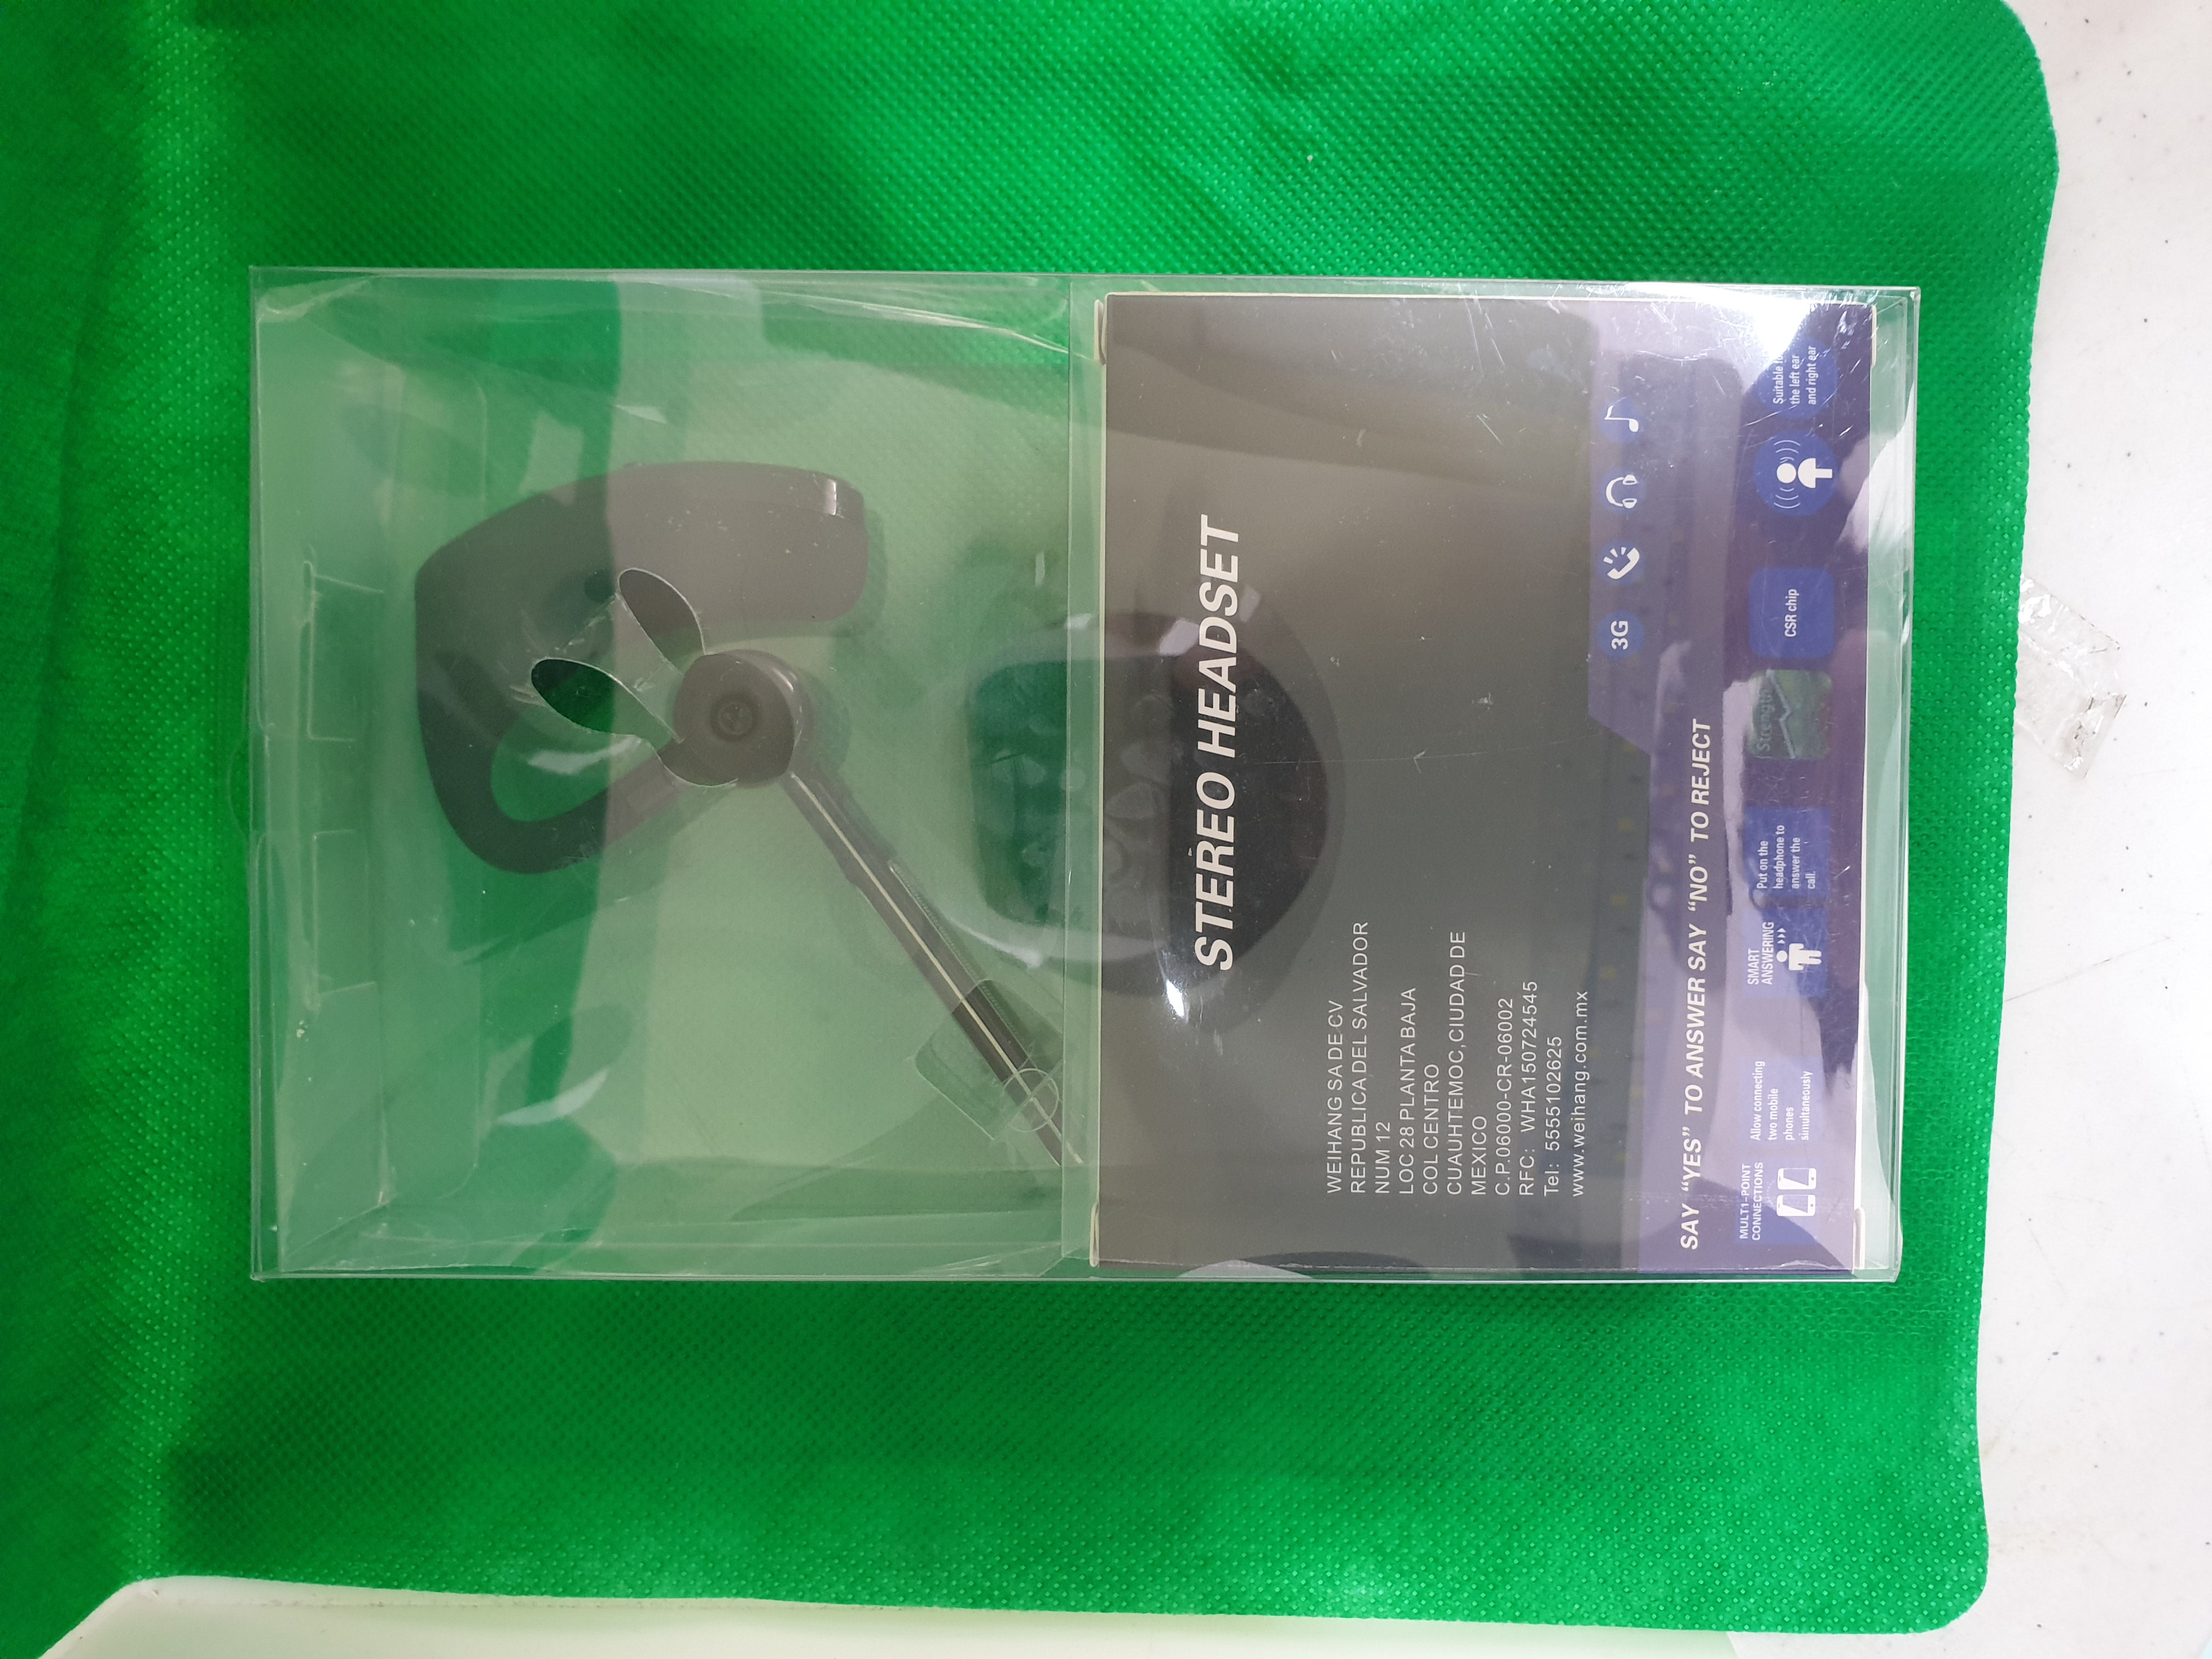 STEREO HEADSET
WEIHANG SA DE CV
REPUBLICA DEL SALVADOR
NUM 12
LOC 28 PLANTA BAJA
COL CENTRO
CUAUHTEMOC,CIUDAD DE
MEXICO
C.P.06000-CR-06002
RFC: WHA150724545
Tel: 5555102625
www.weihang.com.mx
3G
SAY “YES” TO ANSWER SAY “NO” TO REJECT
MULT1-POINT
CONNECTIONS
Allow connecting
two mobile
phones
simultaneously
SMART
ANSWERING
Put on the
headphone to
answer the
call.
Strength
CSR chip
Suitable
the left ear
and right ear